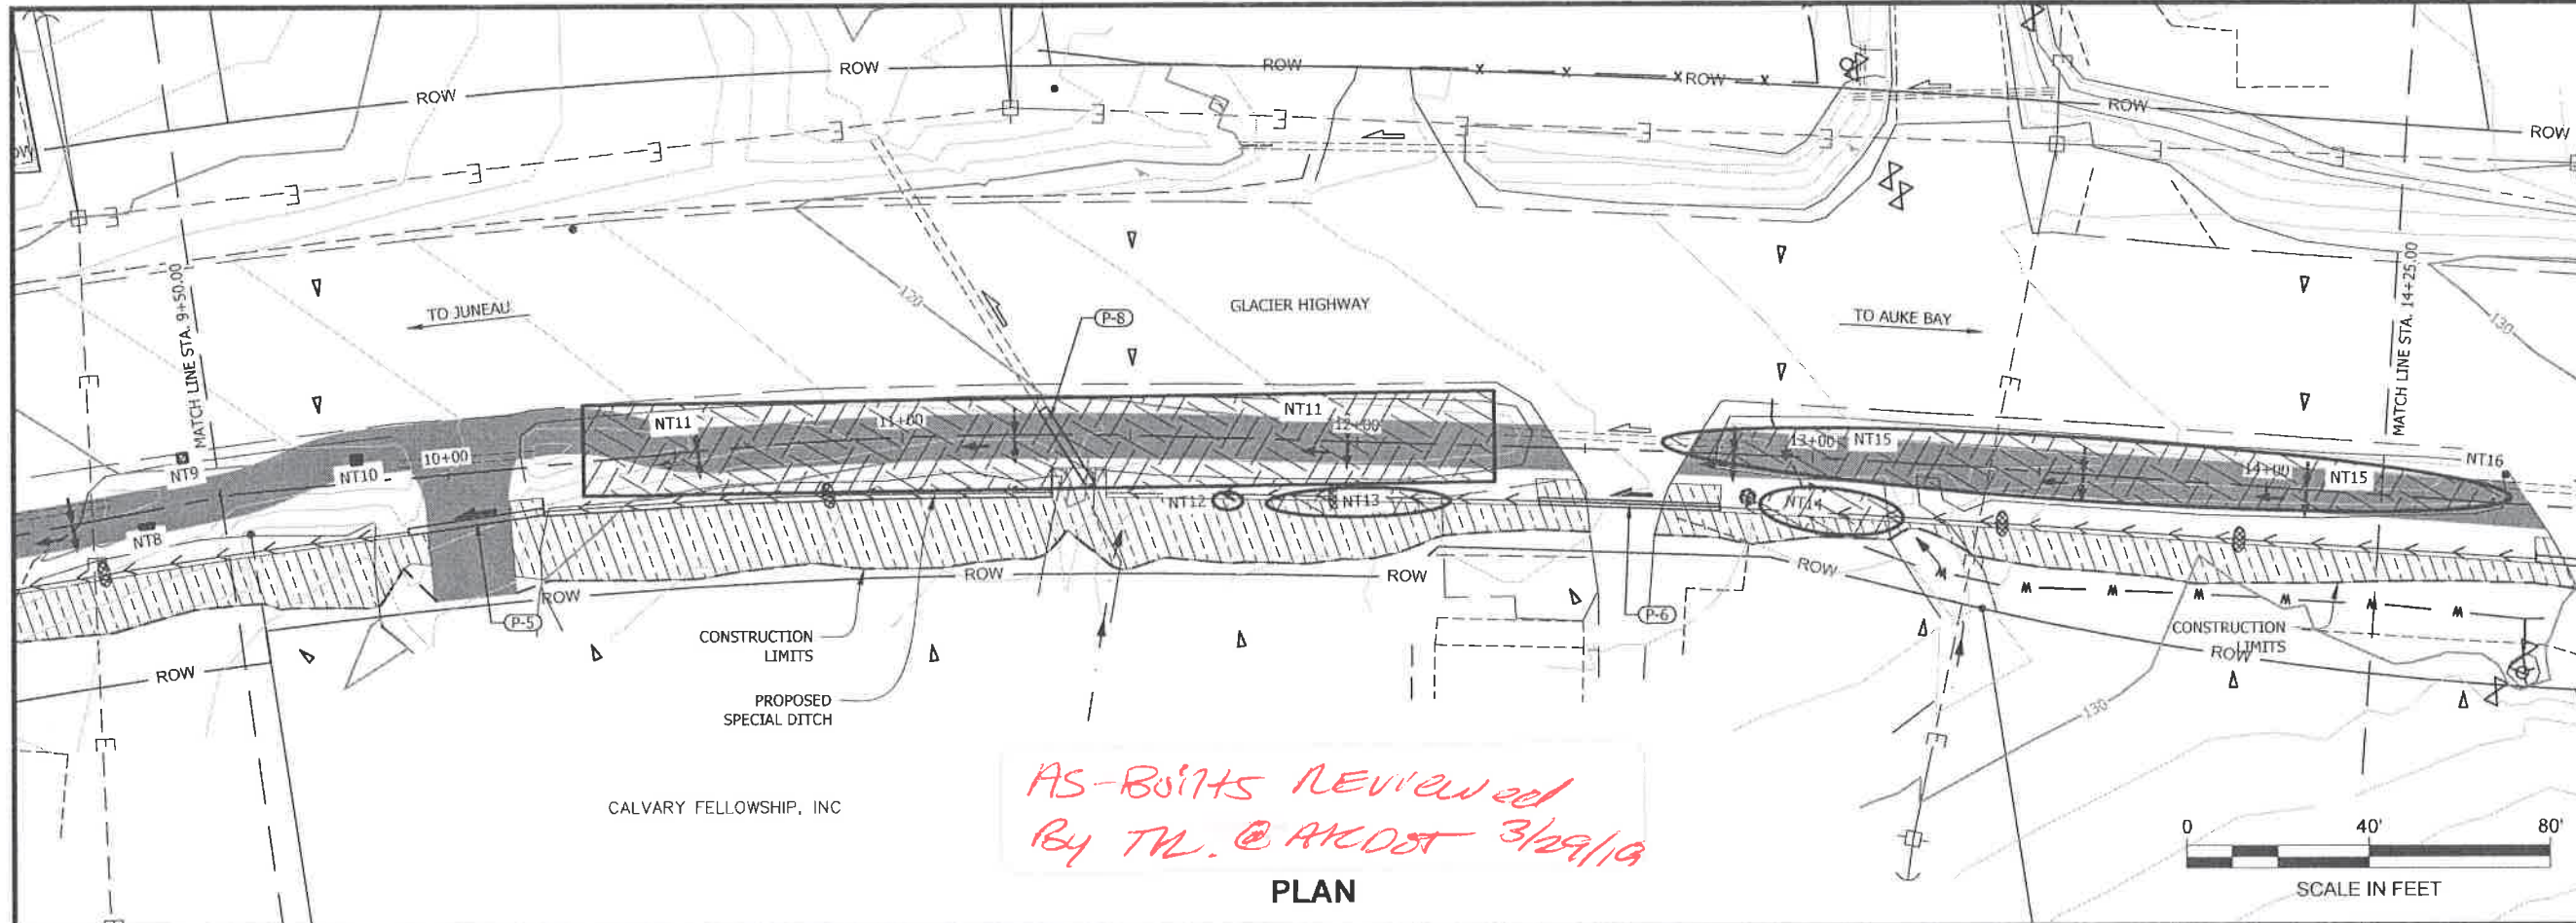 ROW
ROW
ROW
ROW
ROW
ROW
OW
E
E
E
E
E
E
E
E
E
E
E
x
x
x
x
MATCH LINE STA. 9+50.00
MATCH LINE STA. 14+25.00
TO JUNEAU
120
P-8
GLACIER HIGHWAY
TO AUKE BAY
130
E
E
NT11
11+00
NT11
12+00
13+00
NT15
14+00
NT15
NT16
NT9
NT10
10+00
NT8
NT12
NT13
NT14
ROW
ROW
ROW
ROW
P-5
P-6
W
W
W
W
W
W
CONSTRUCTION
LIMITS
CONSTRUCTION
LIMITS
ROW
ROW
PROPOSED
SPECIAL DITCH
130
E
E
CALVARY FELLOWSHIP, INC
AS-Builts Reviewed
By TM. @ AKDOT 3/29/19
PLAN
0 40' 80'
SCALE IN FEET